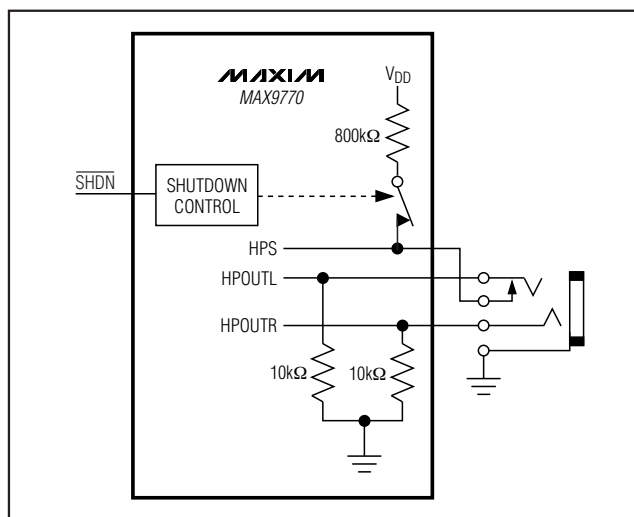 MAXIM
MAX9770
VDD
800kΩ
SHDN
SHUTDOWN
CONTROL
HPS
HPOUTL
HPOUTR
10kΩ 10kΩ